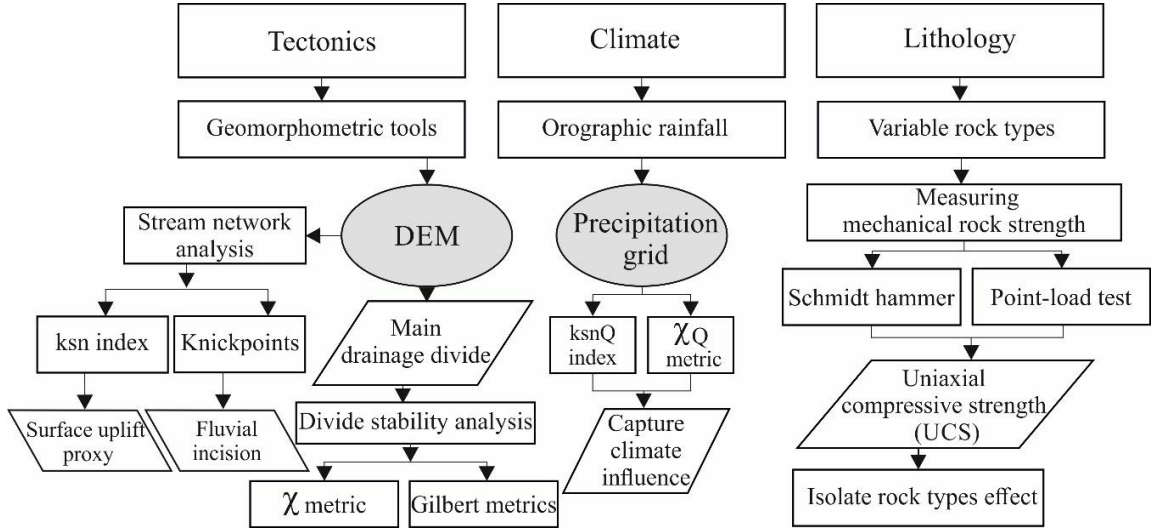 Tectonics
Climate
Lithology
Geomorphometric tools
Orographic rainfall
Variable rock types
Stream network
analysis
DEM
Precipitation
grid
Measuring
mechanical rock strength
Schmidt hammer
Point-load test
ksn index
Knickpoints
Main
drainage divide
ksnQ
index
χQ
metric
Surface uplift
proxy
Fluvial
incision
Divide stability analysis
Capture
climate
influence
Uniaxial
compressive strength
(UCS)
χ metric
Gilbert metrics
Isolate rock types effect